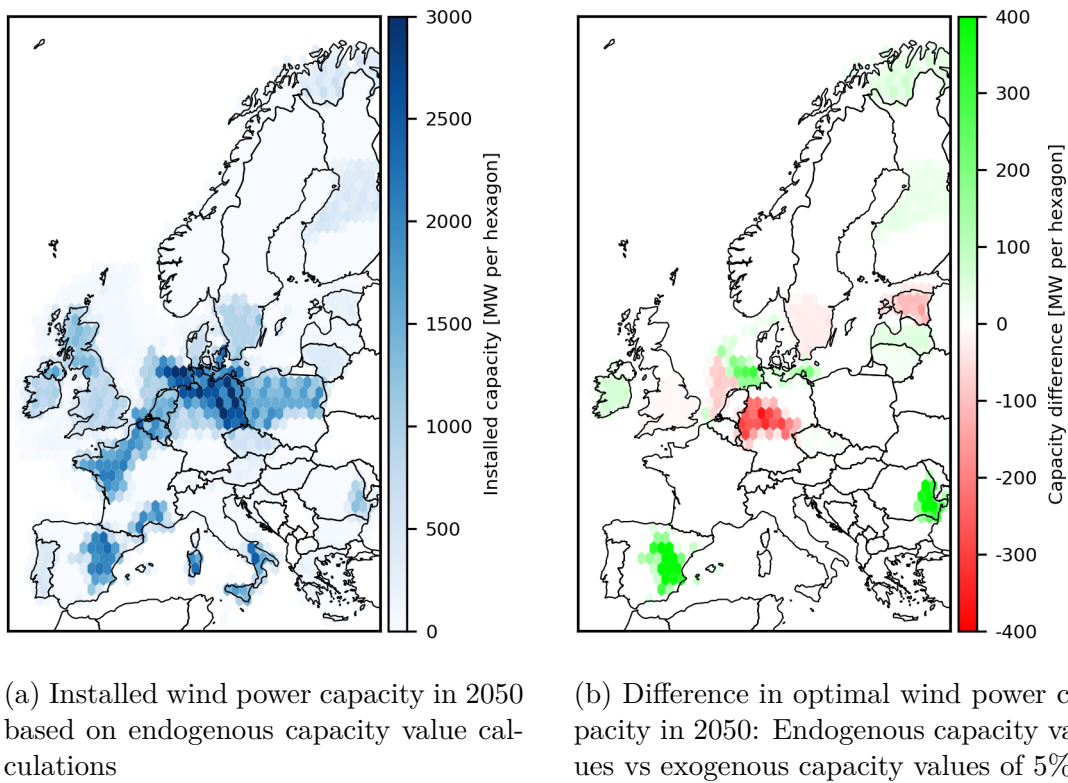 3000
2500
2000
1500
1000
500
0
Installed capacity [MW per hexagon]
400
300
200
100
0
-100
-200
-300
-400
Capacity difference [MW per hexagon]
(a) Installed wind power capacity in 2050
based on endogenous capacity value cal-
culations
(b) Difference in optimal wind power c
pacity in 2050: Endogenous capacity va
ues vs exogenous capacity values of 5%